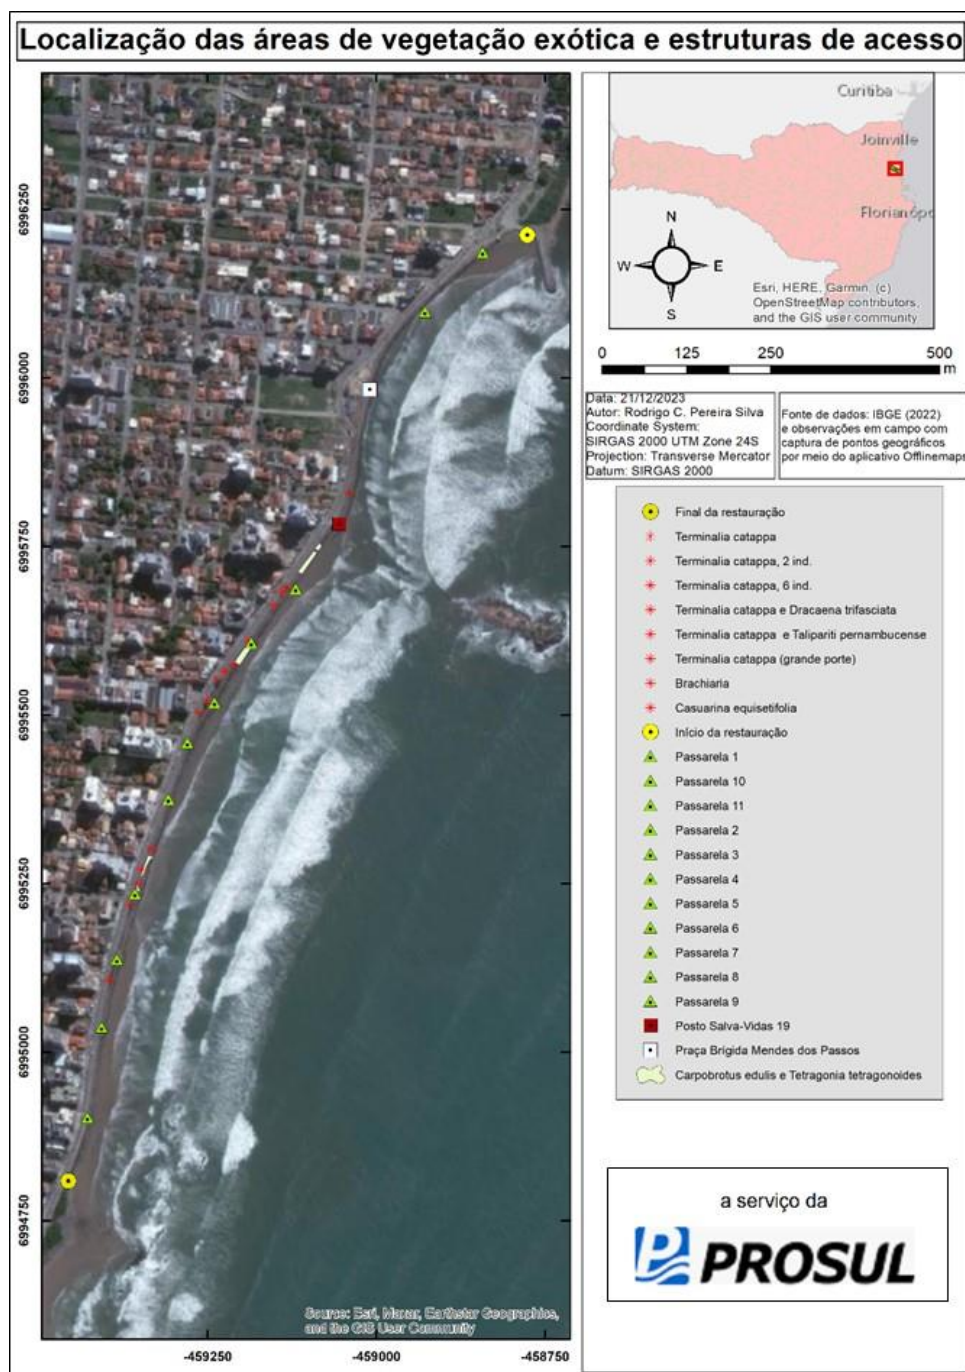 Localização das áreas de vegetação exótica e estruturas de acesso
6996250
6996000
6995750
6995500
6995250
6995000
6994750
-459250
-459000
-458750
Source: Esri, Maxar, Earthstar Geographics,
and the GIS User Community
Curitiba
Joinville
Florianópo
N
W
E
S
Esri, HERE, Garmin, (c)
OpenStreetMap contributors,
and the GIS user community
0
125
250
500
m
Data: 21/12/2023
Autor: Rodrigo C. Pereira Silva
Coordinate System:
SIRGAS 2000 UTM Zone 24S
Projection: Transverse Mercator
Datum: SIRGAS 2000
Fonte de dados: IBGE (2022)
e observações em campo com
captura de pontos geográficos
por meio do aplicativo Offlinemaps
Final da restauração
Terminalia catappa
Terminalia catappa, 2 ind.
Terminalia catappa, 6 ind.
Terminalia catappa e Dracaena trifasciata
Terminalia catappa e Talipariti pernambucense
Terminalia catappa (grande porte)
Brachiaria
Casuarina equisetifolia
Início da restauração
Passarela 1
Passarela 10
Passarela 11
Passarela 2
Passarela 3
Passarela 4
Passarela 5
Passarela 6
Passarela 7
Passarela 8
Passarela 9
Posto Salva-Vidas 19
Praça Brígida Mendes dos Passos
Carpobrotus edulis e Tetragonia tetragonoides
a serviço da
PROSUL